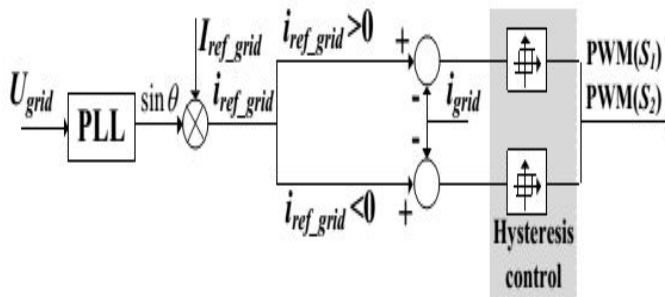 I_ref_grid
i_ref_grid>0
+
PWM(S_1)
U_grid
PLL
sin θ
i_ref_grid
-
i_grid
PWM(S_2)
-
i_ref_grid<0
+
Hysteresis
control